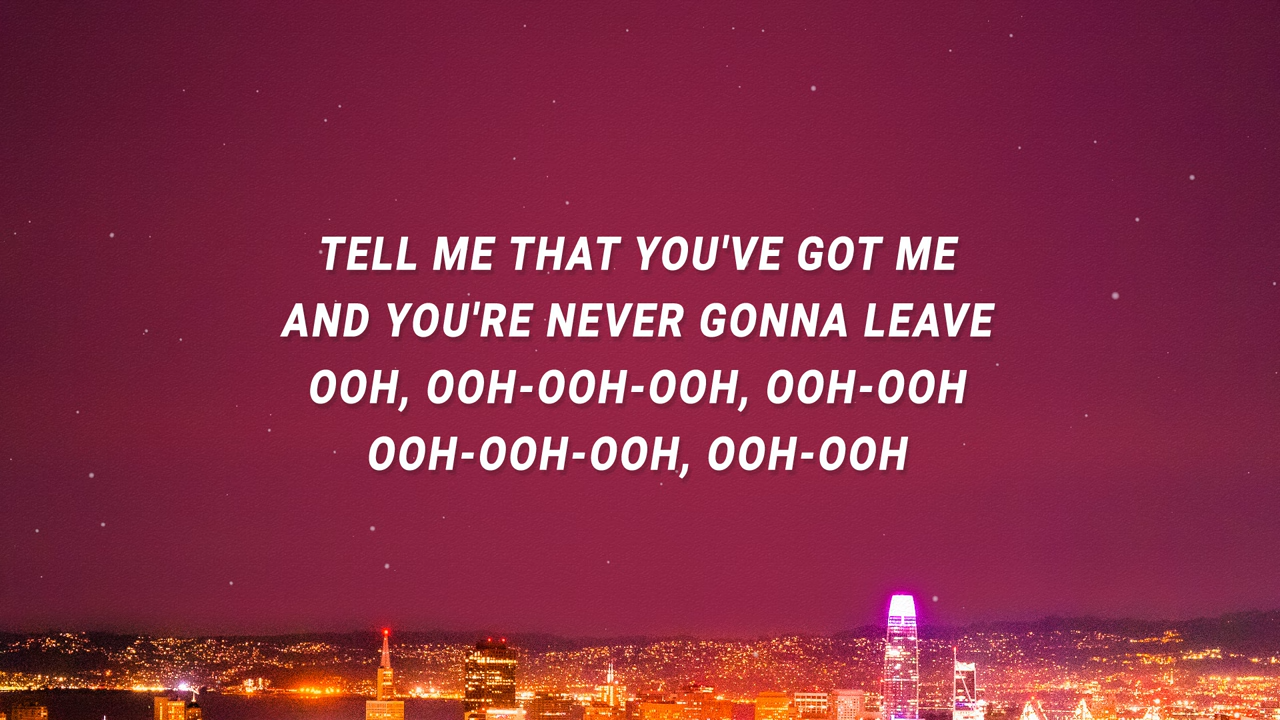 TELL ME THAT YOU'VE GOT ME
AND YOU'RE NEVER GONNA LEAVE
OOH, OOH-OOH-OOH, OOH-OOH
OOH-OOH-OOH, OOH-OOH